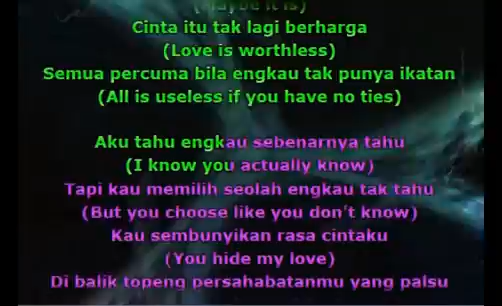 (Maybe it is)
Cinta itu tak lagi berharga
(Love is worthless)
Semua percuma bila engkau tak punya ikatan
(All is useless if you have no ties)
Aku tahu engkau sebenarnya tahu
(I know you actually know)
Tapi kau memilih seolah engkau tak tahu
(But you choose like you don't know)
Kau sembunyikan rasa cintaku
(You hide my love)
Di balik topeng persahabatanmu yang palsu